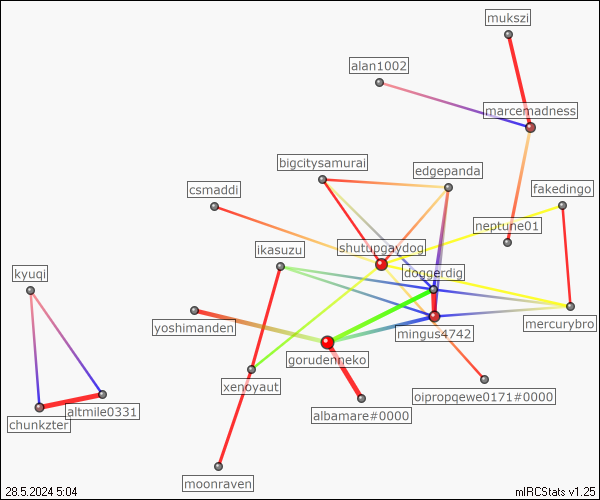 mukszi
alan1002
marcemadness
bigcitysamurai
edgepanda
csmaddi
fakedingo
neptune01
shutupgaydog
ikasuzu
doggerdig
kyuqi
yoshimanden
mingus4742
mercurybro
gorudenneko
xenoyaut
oipropqewe0171#0000
altmile0331
albamare#0000
chunkzter
moonraven
28.5.2024 5:04
mIRCStats v1.25